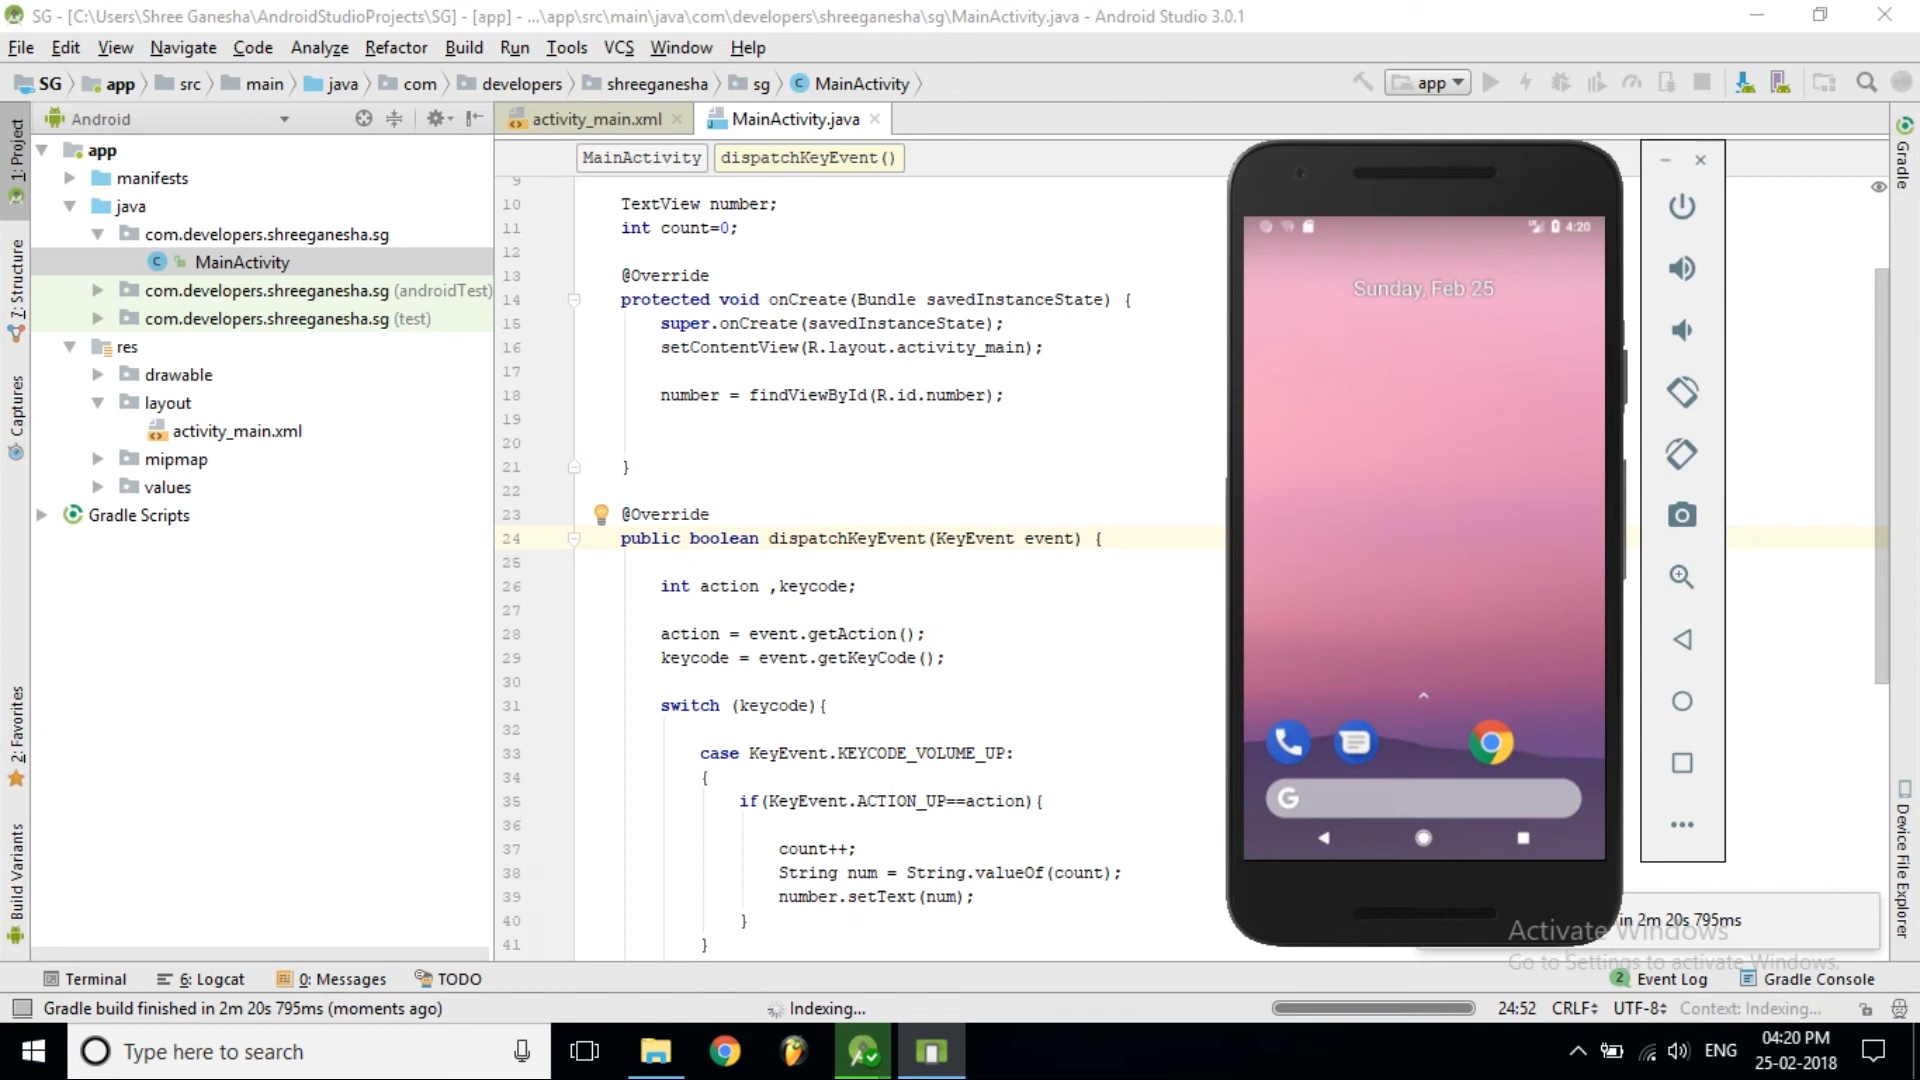 SG - [C:\Users\Shree Ganesha\AndroidStudioProjects\SG] - [app] - ...\app\src\main\java\com\developers\shreeganesha\sg\MainActivity.java - Android Studio 3.0.1
File Edit View Navigate Code Analyze Refactor Build Run Tools VCS Window Help
SG app src main java com developers shreeganesha sg MainActivity
app
Android
activity_main.xml
MainActivity.java
MainActivity
dispatchKeyEvent()
1: Project
7: Structure
Captures
2: Favorites
Build Variants
app
manifests
java
com.developers.shreeganesha.sg
MainActivity
com.developers.shreeganesha.sg (androidTest)
com.developers.shreeganesha.sg (test)
res
drawable
layout
activity_main.xml
mipmap
values
Gradle Scripts
9
10 TextView number;
11 int count=0;
12
13 @Override
14 protected void onCreate(Bundle savedInstanceState) {
15 super.onCreate(savedInstanceState);
16 setContentView(R.layout.activity_main);
17
18 number = findViewById(R.id.number);
19
20
21 }
22
23 @Override
24 public boolean dispatchKeyEvent(KeyEvent event) {
25
26 int action ,keycode;
27
28 action = event.getAction();
29 keycode = event.getKeyCode();
30
31 switch (keycode){
32
33 case KeyEvent.KEYCODE_VOLUME_UP:
34 {
35 if(KeyEvent.ACTION_UP==action){
36
37 count++;
38 String num = String.valueOf(count);
39 number.setText(num);
40 }
41 }
4:20
Sunday, Feb 25
G
Gradle
Device File Explorer
in 2m 20s 795ms
Activate Windows
Go to Settings to activate Windows.
Terminal 6: Logcat 0: Messages TODO
2 Event Log Gradle Console
Gradle build finished in 2m 20s 795ms (moments ago)
Indexing...
24:52 CRLF UTF-8 Context: Indexing...
Type here to search
ENG
04:20 PM
25-02-2018